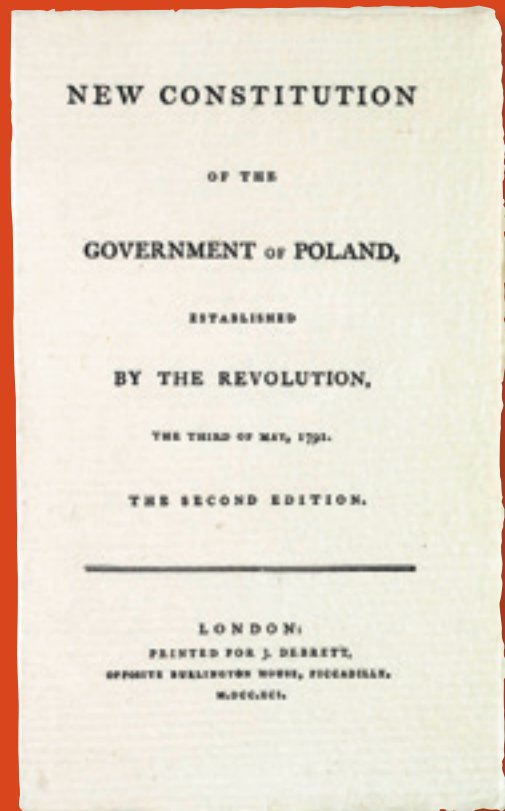 NEW CONSTITUTION
OF THE
GOVERNMENT OF POLAND,
ESTABLISHED
BY THE REVOLUTION,
THE THIRD OF MAY, 1791.
THE SECOND EDITION.
LONDON:
PRINTED FOR J. DEBRETT,
OPPOSITE BURLINGTON HOUSE, PICCADILLY.
M.DCC.XCI.